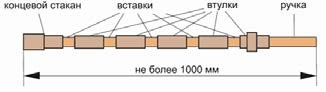 концевой стакан вставки втулки ручка
не более 1000 мм